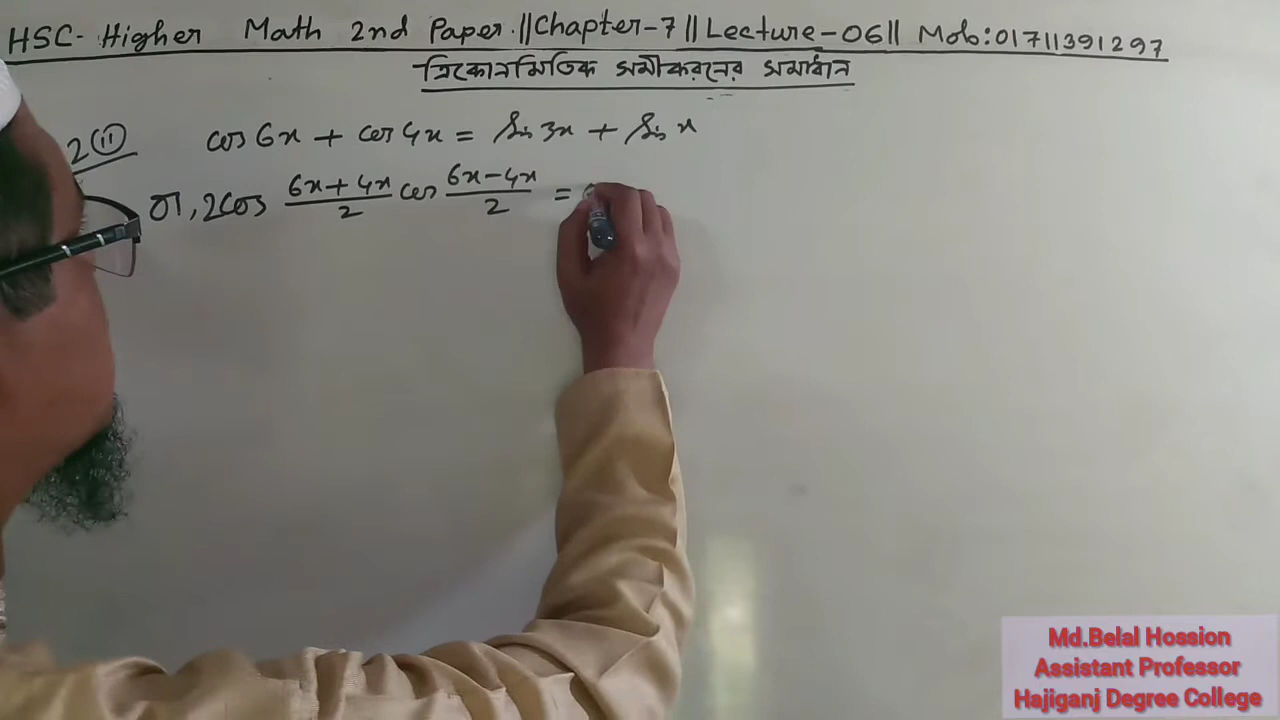 HSC- Higher Math 2nd Paper.||Chapter-7||Lecture-06|| Mob:01711391297
ত্রিকোনমিতিক সমীকরনের সমাধান
2(ii) cos 6x + cos 4x = Sin 3x + Sin x
বা, 2cos (6x+4x)/2 cos (6x-4x)/2 =
Md.Belal Hossion
Assistant Professor
Hajiganj Degree College